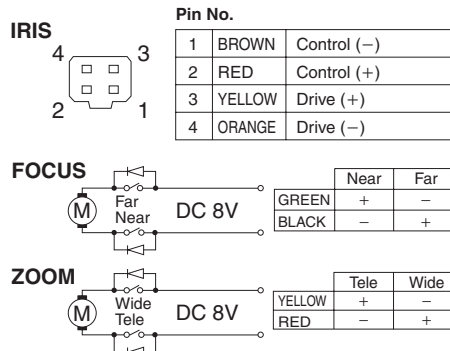 IRIS
4 3
2 1
Pin No.
1 BROWN Control (−)
2 RED Control (+)
3 YELLOW Drive (+)
4 ORANGE Drive (−)
FOCUS
M
Far
Near
DC 8V
Near Far
GREEN + −
BLACK − +
ZOOM
M
Wide
Tele
DC 8V
Tele Wide
YELLOW + −
RED − +